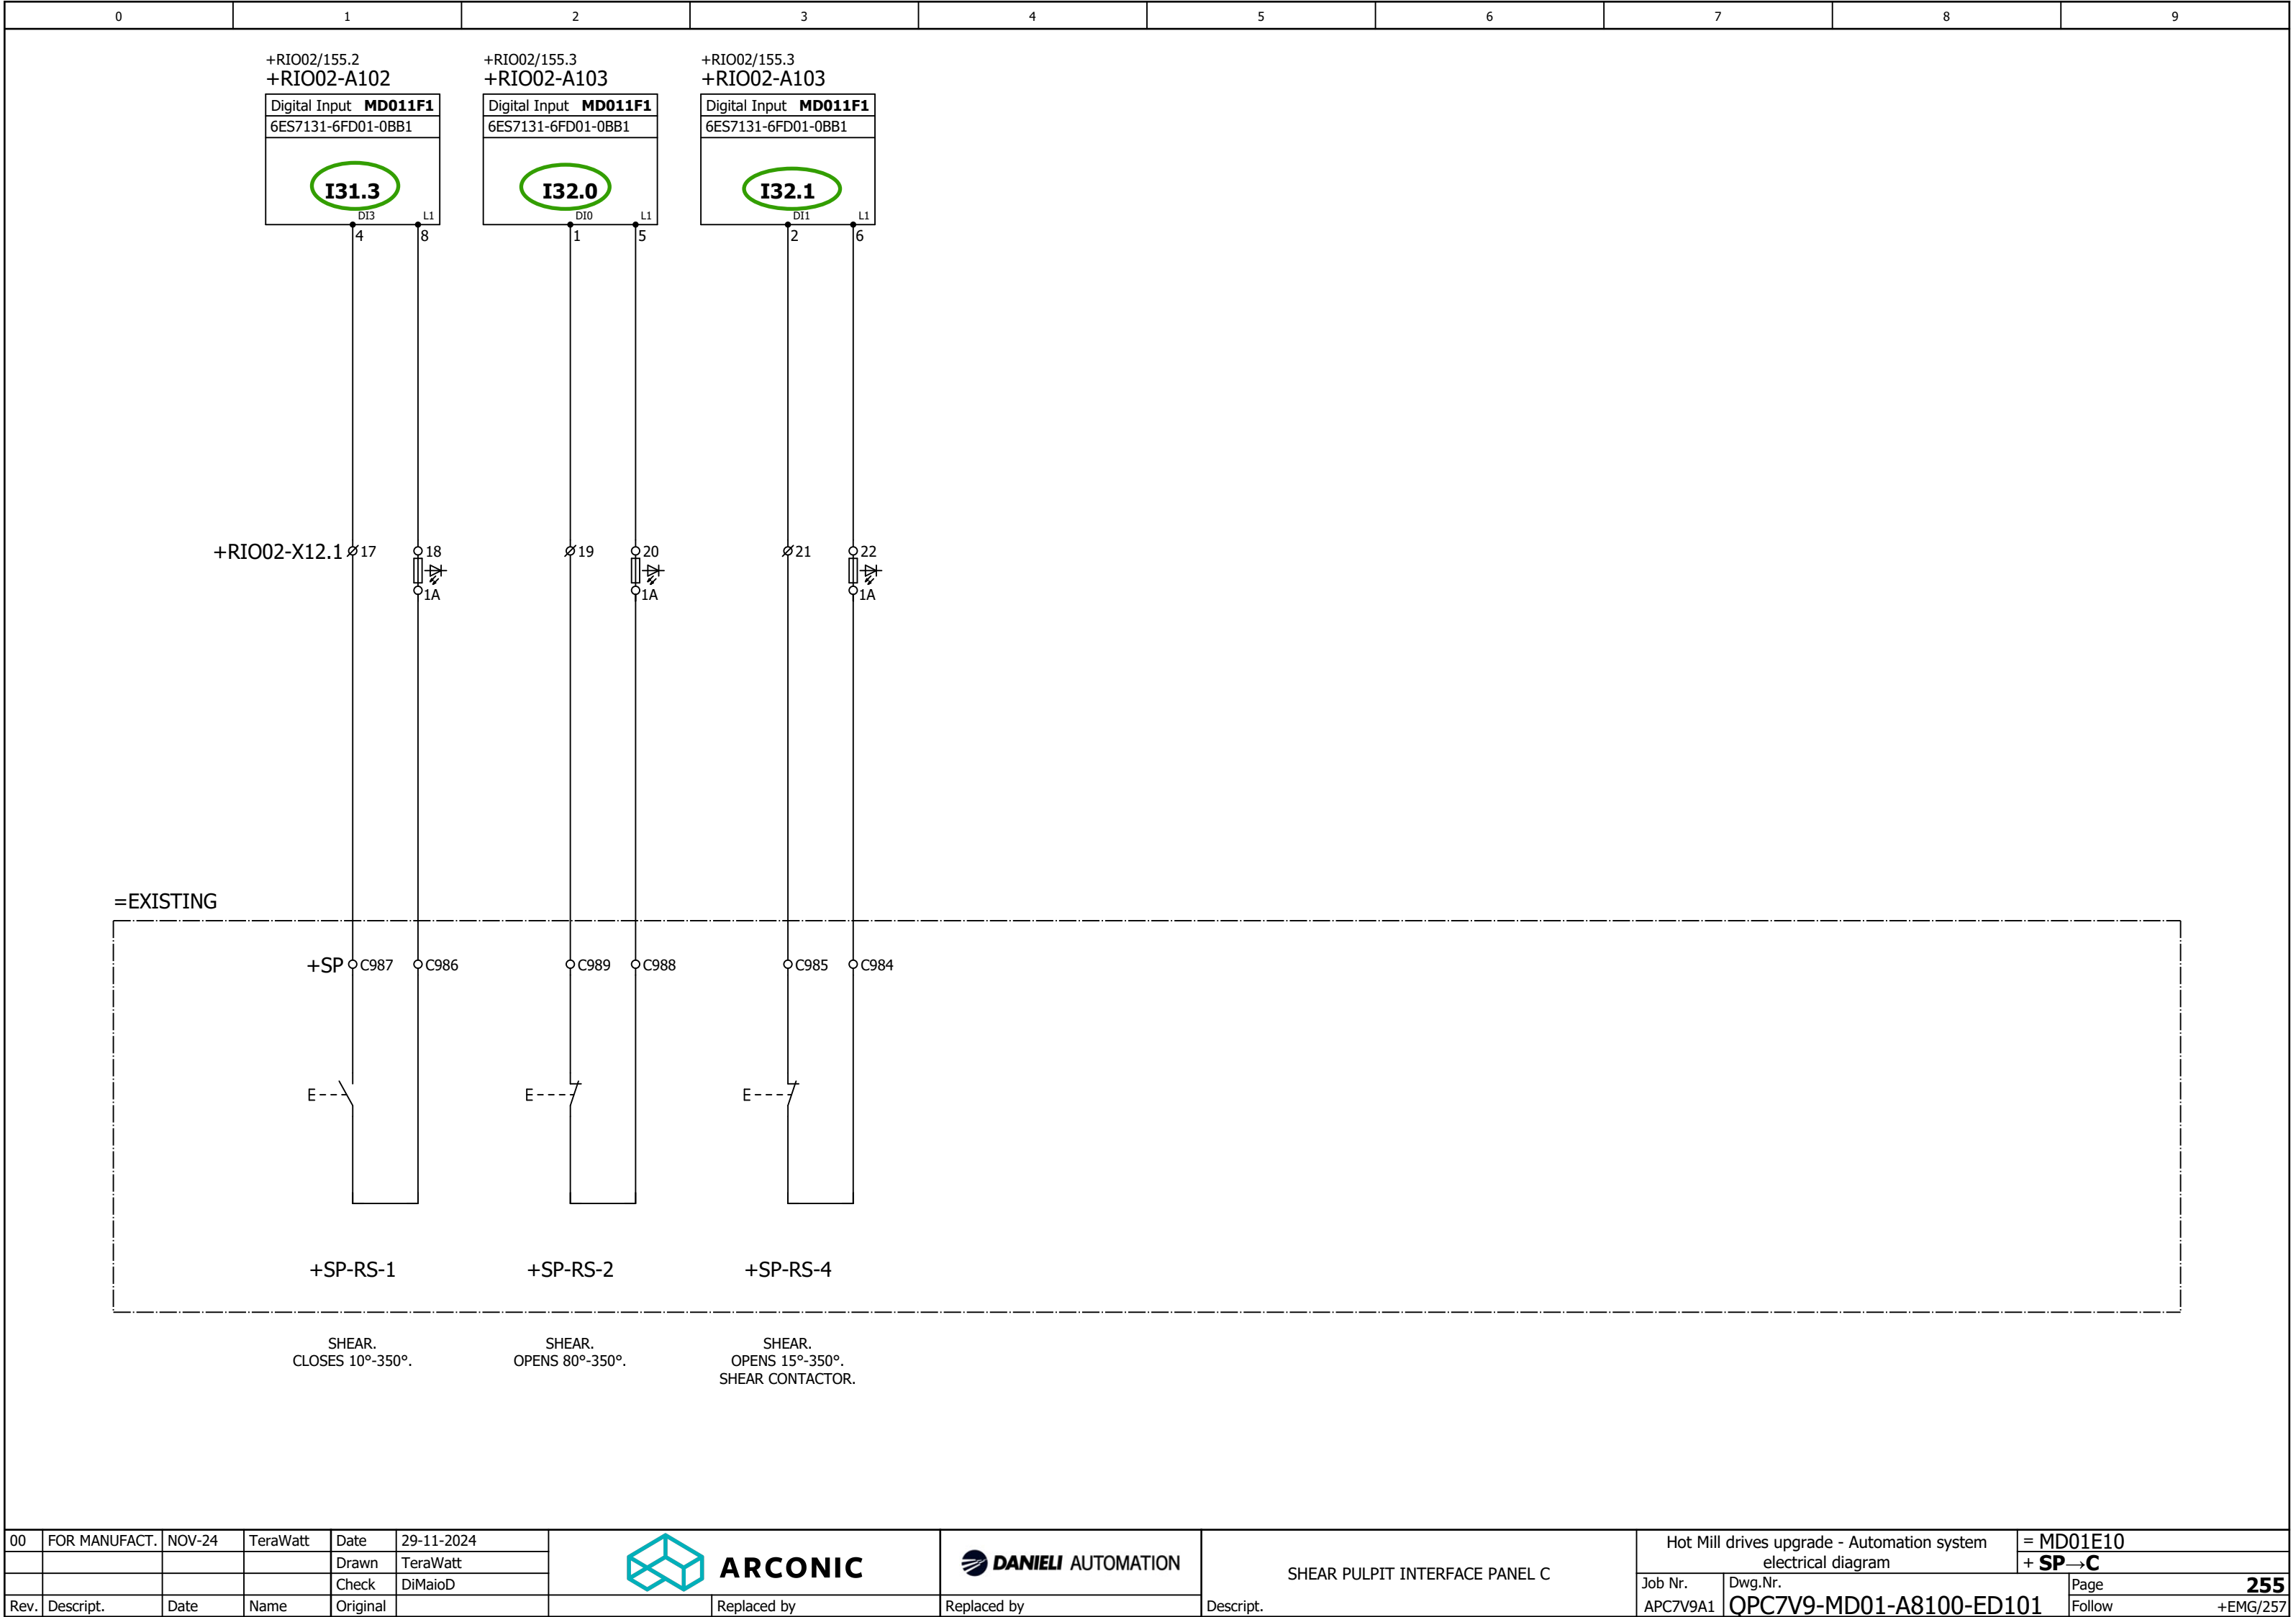 0 1 2 3 4 5 6 7 8 9
+RIO02/155.2 +RIO02/155.3 +RIO02/155.3
+RIO02-A102 +RIO02-A103 +RIO02-A103
Digital Input MD011F1 Digital Input MD011F1 Digital Input MD011F1
6ES7131-6FD01-0BB1 6ES7131-6FD01-0BB1 6ES7131-6FD01-0BB1
I31.3 I32.0 I32.1
DI3 L1 DI0 L1 DI1 L1
4 8 1 5 2 6
+RIO02-X12.1 17 18 19 20 21 22
1A 1A 1A
=EXISTING
+SP C987 C986 C989 C988 C985 C984
E E E
+SP-RS-1 +SP-RS-2 +SP-RS-4
SHEAR. SHEAR. SHEAR.
CLOSES 10°-350°. OPENS 80°-350°. OPENS 15°-350°.
SHEAR CONTACTOR.
00 FOR MANUFACT. NOV-24 TeraWatt Date 29-11-2024
Drawn TeraWatt
Check DiMaioD
Rev. Descript. Date Name Original
ARCONIC
Replaced by
DANIELI AUTOMATION
Replaced by
SHEAR PULPIT INTERFACE PANEL C
Descript.
Hot Mill drives upgrade - Automation system
electrical diagram
= MD01E10
+ SP→C
Job Nr. Dwg.Nr. Page 255
APC7V9A1 QPC7V9-MD01-A8100-ED101 Follow +EMG/257